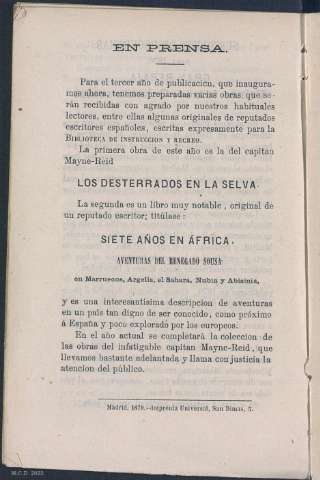 EN PRENSA.
Para el tercer año de publicacion, que inaugura-
mos ahora, tenemos preparadas várias obras que se-
rán recibidas con agrado por nuestros habituales
lectores, entre ellas algunas originales de reputados
escritores españoles, escritas expresamente para la
BIBLIOTECA DE INSTRUCCION Y RECREO.
La primera obra de este año es la del capitan
Mayne-Reid
LOS DESTERRADOS EN LA SELVA.
La segunda es un libro muy notable, original de
un reputado escritor; titúlase:
SIETE AÑOS EN ÁFRICA.
AVENTURAS DEL RENEGADO SOUSA
en Marruecos, Argelia, el Sahara, Nubia y Abisinia,
y es una interesantísima descripcion de aventuras
en un país tan digno de ser conocido, como próximo
á España y poco explorado por los europeos.
En el año actual se completará la coleccion de
las obras del infatigable capitan Mayne-Reid, que
llevamos bastante adelantada y llama con justicia la
atencion del público.
Madrid, 1870.—Imprenta Universal, San Dimas, 5.
M.C.D. 2022